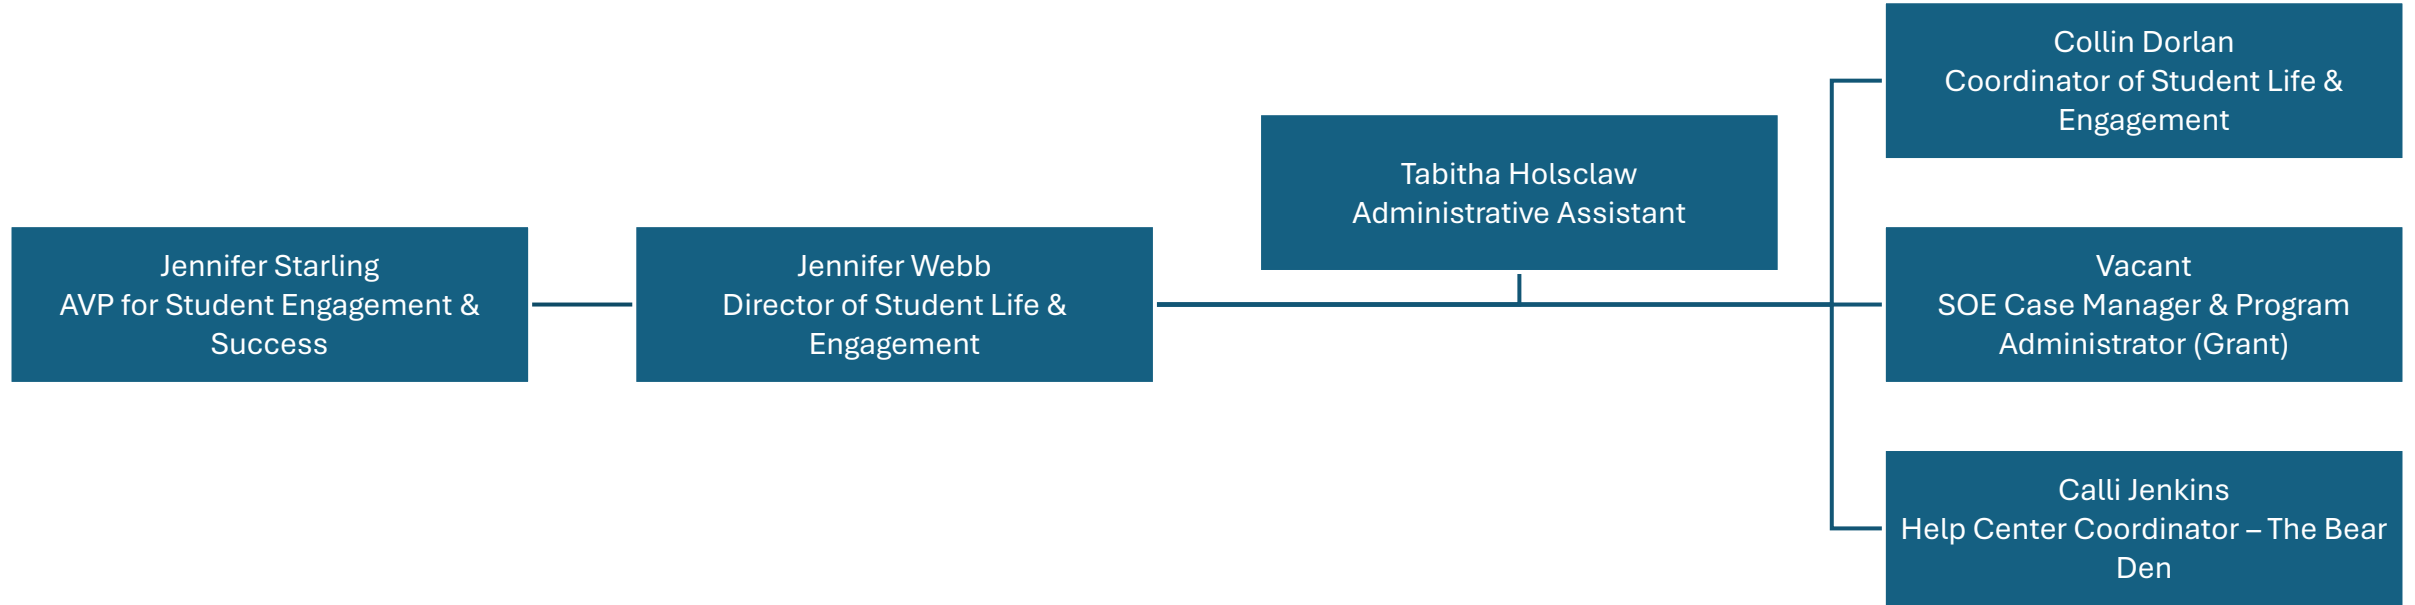 Jennifer Starling
AVP for Student Engagement &
Success
Jennifer Webb
Director of Student Life &
Engagement
Tabitha Holsclaw
Administrative Assistant
Collin Dorlan
Coordinator of Student Life &
Engagement
Vacant
SOE Case Manager & Program
Administrator (Grant)
Calli Jenkins
Help Center Coordinator – The Bear
Den